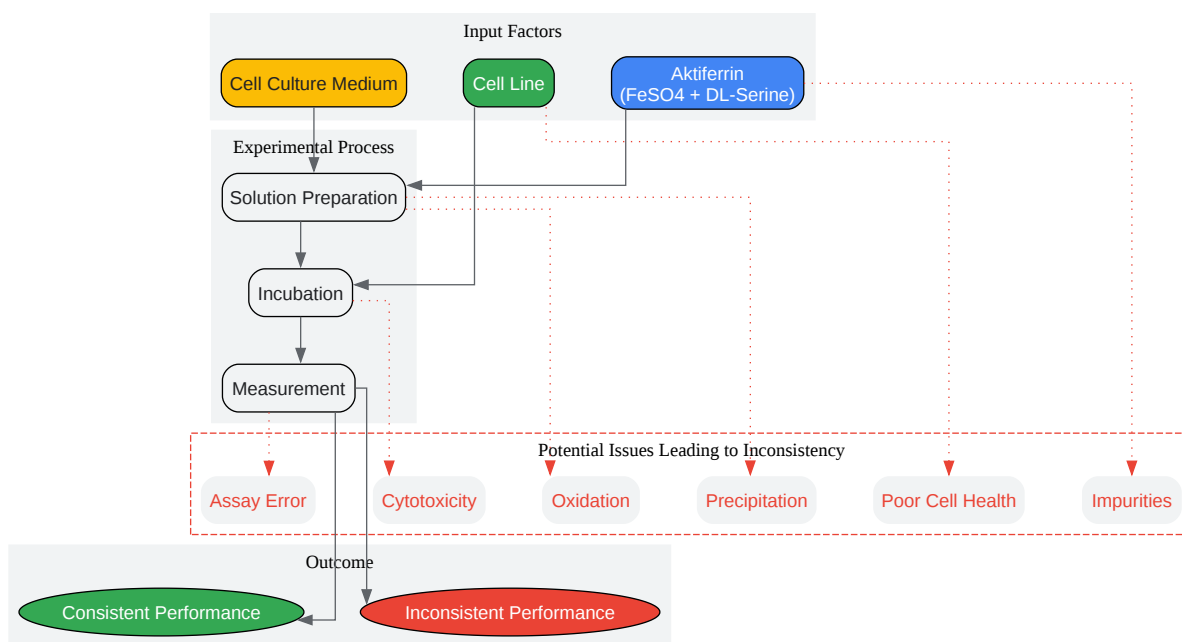 Input Factors
Cell Culture Medium
Cell Line
Aktiferrin
(FeSO4 + DL-Serine)
Experimental Process
Solution Preparation
Incubation
Measurement
Potential Issues Leading to Inconsistency
Assay Error
Cytotoxicity
Oxidation
Precipitation
Poor Cell Health
Impurities
Outcome
Consistent Performance
Inconsistent Performance